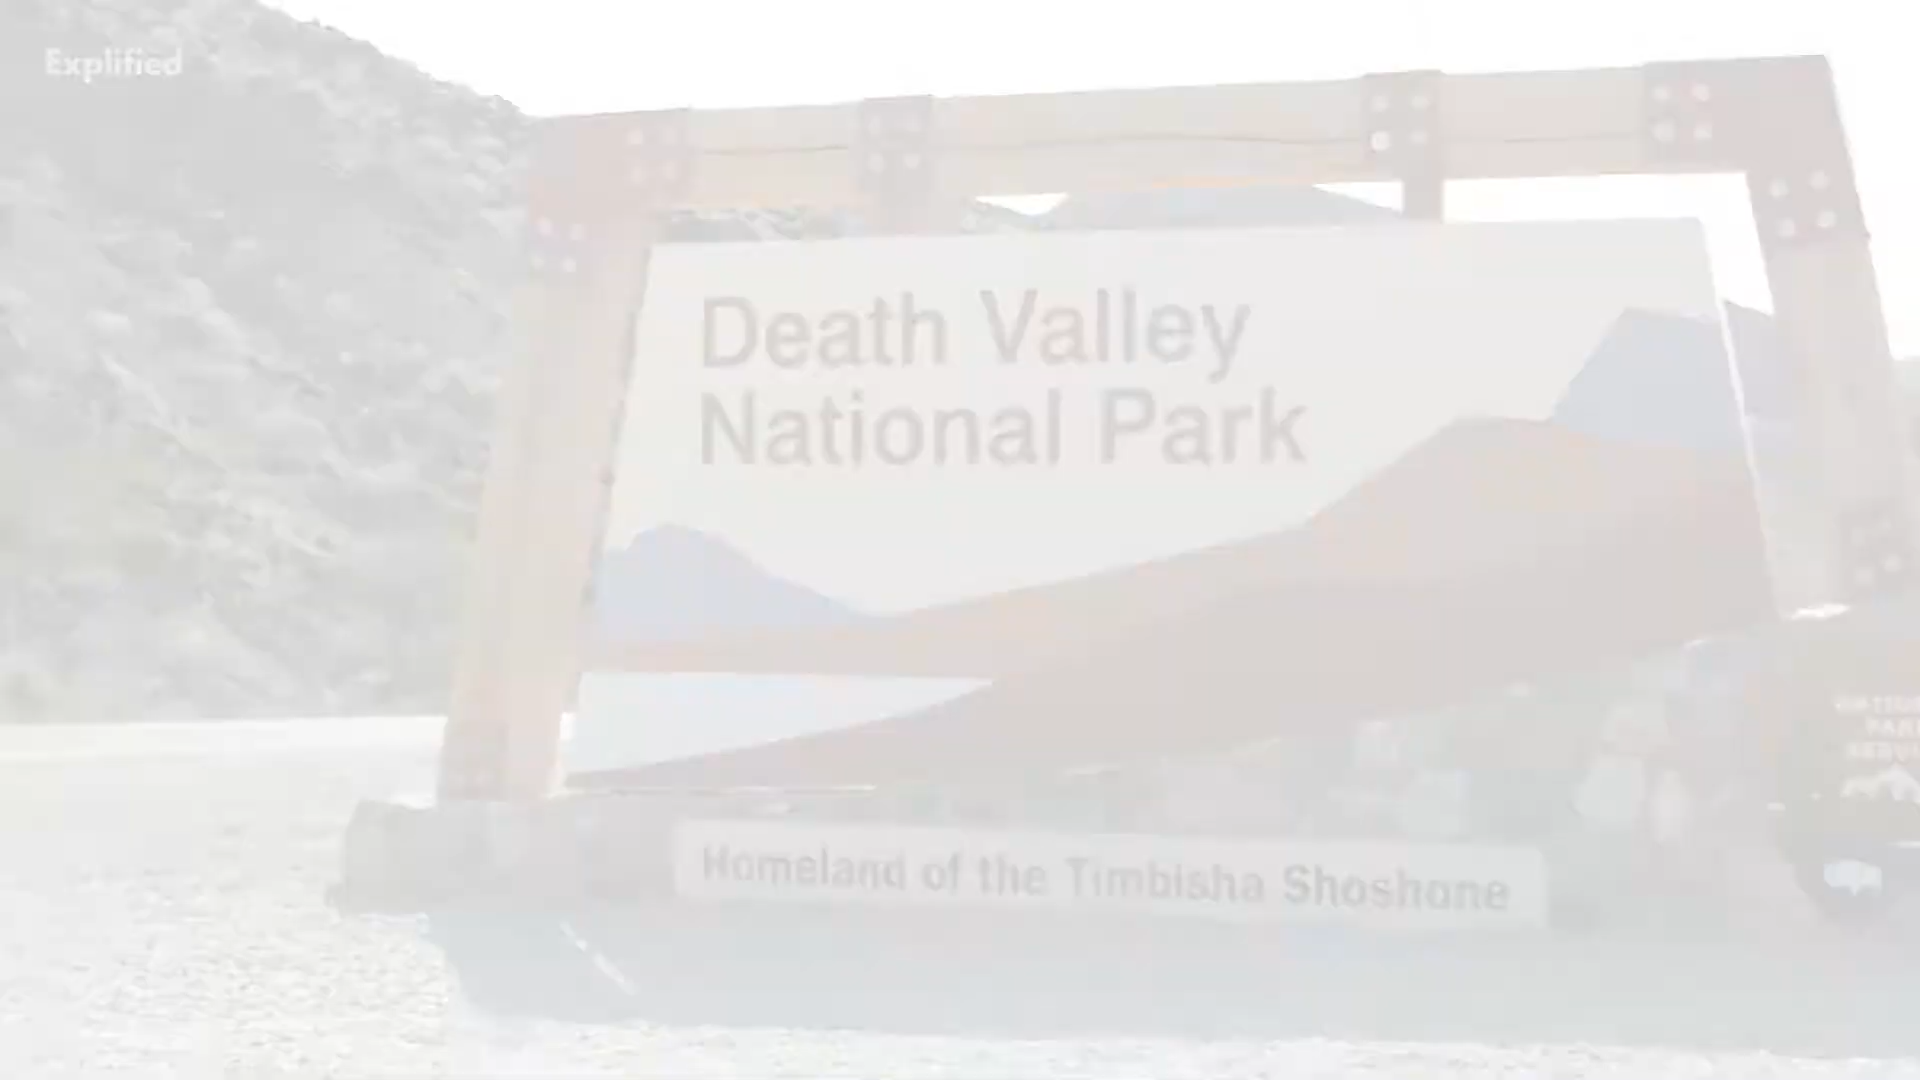 Explified
Death Valley
National Park
Homeland of the Timbisha Shoshone